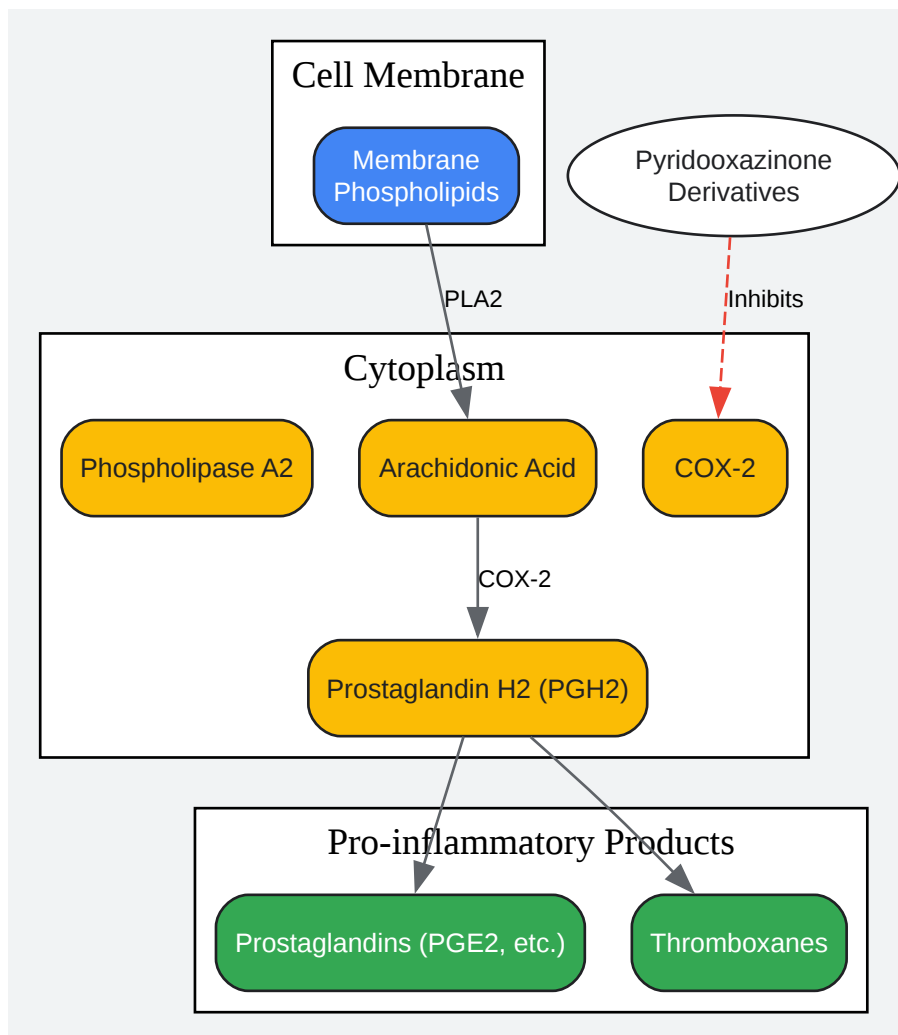 Cell Membrane
Membrane
Phospholipids
Pyridooxazinone
Derivatives
PLA2
Inhibits
Cytoplasm
Phospholipase A2
Arachidonic Acid
COX-2
COX-2
Prostaglandin H2 (PGH2)
Pro-inflammatory Products
Prostaglandins (PGE2, etc.)
Thromboxanes